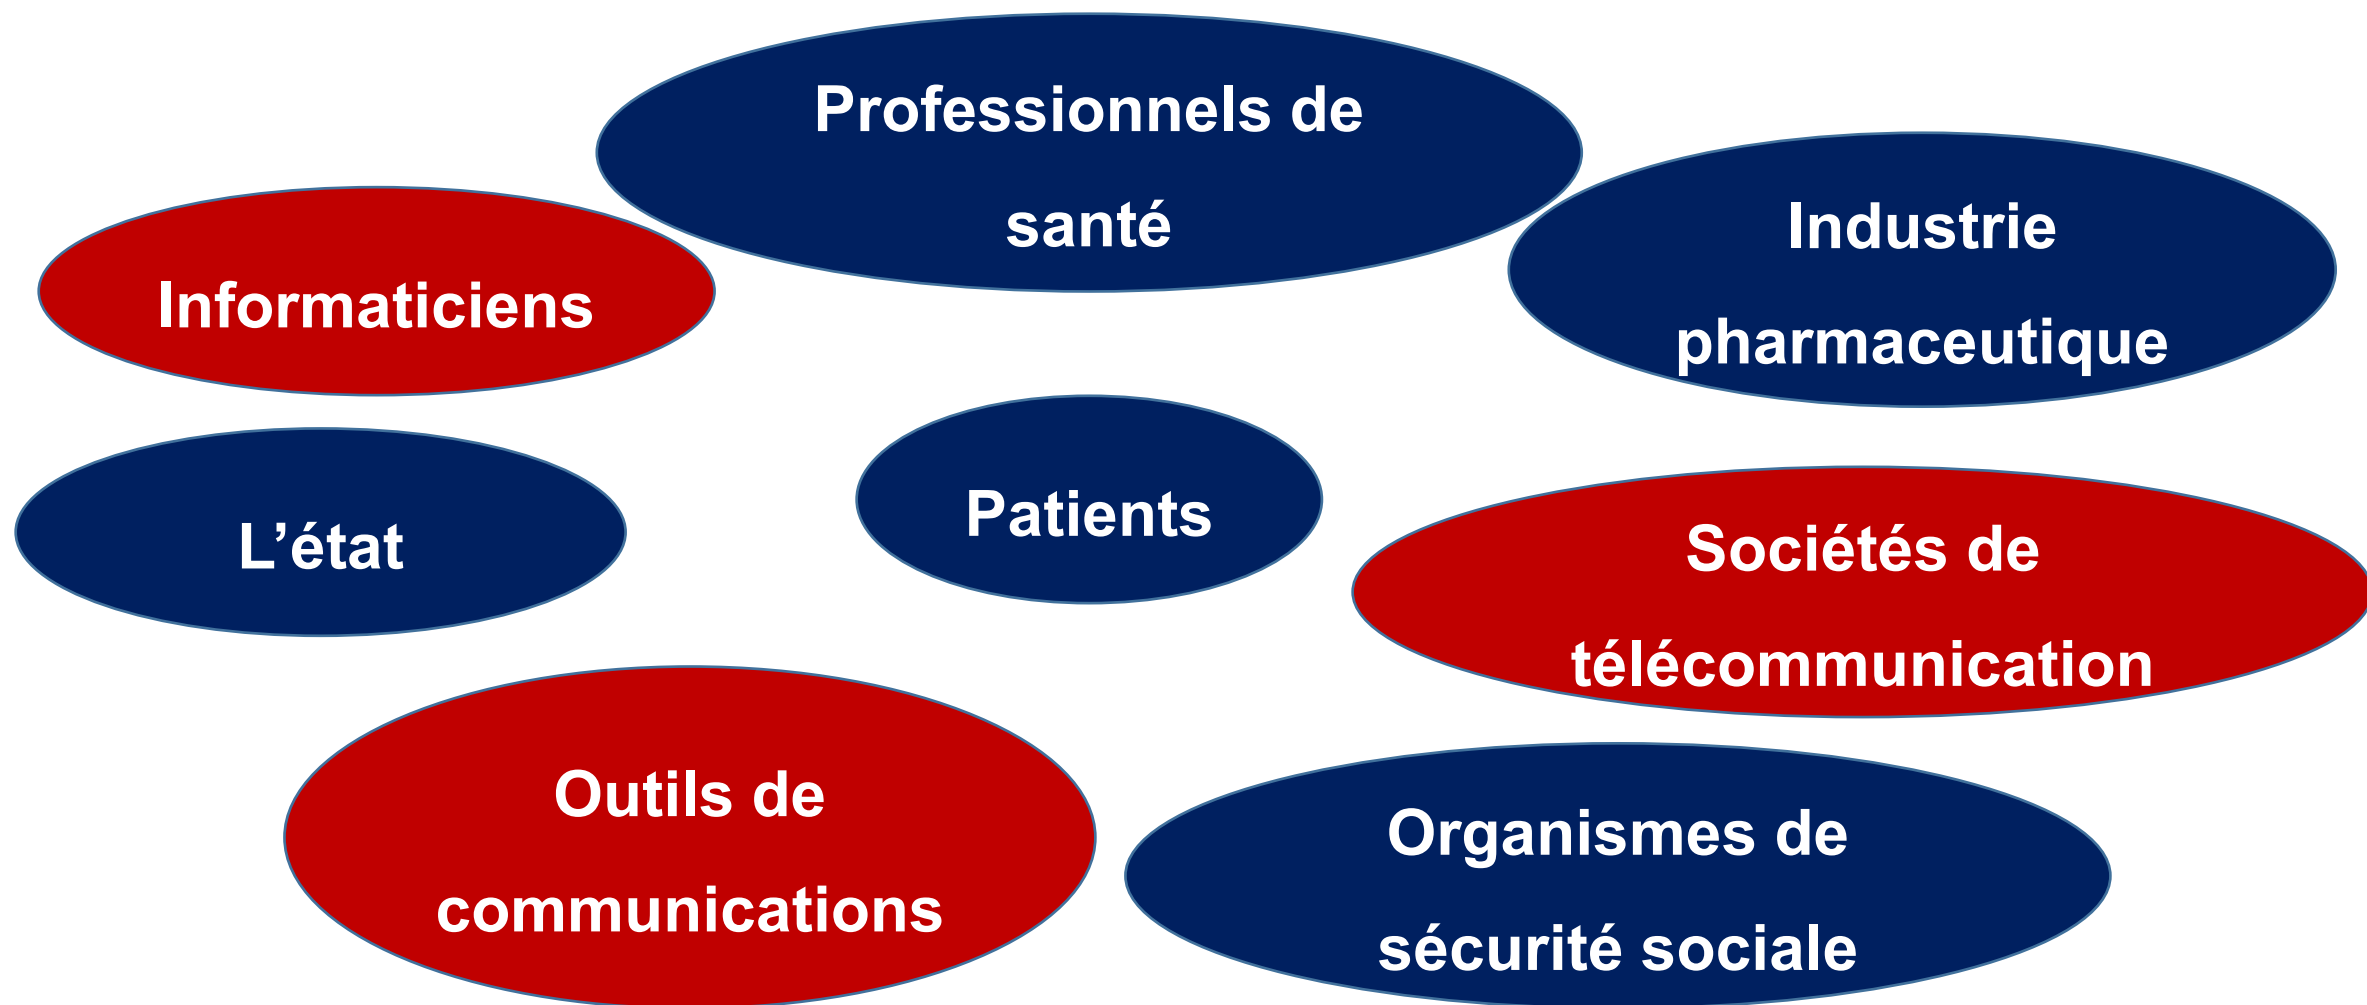 Professionnels de
santé
Industrie
pharmaceutique
Informaticiens
Patients
L’état
Sociétés de
télécommunication
Outils de
communications
Organismes de
sécurité sociale